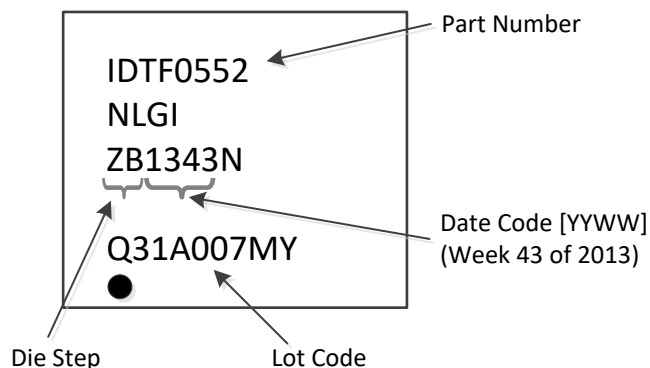 Part Number
IDTF0552
NLGI
ZB1343N
Date Code [YYWW]
(Week 43 of 2013)
Q31A007MY
Die Step
Lot Code